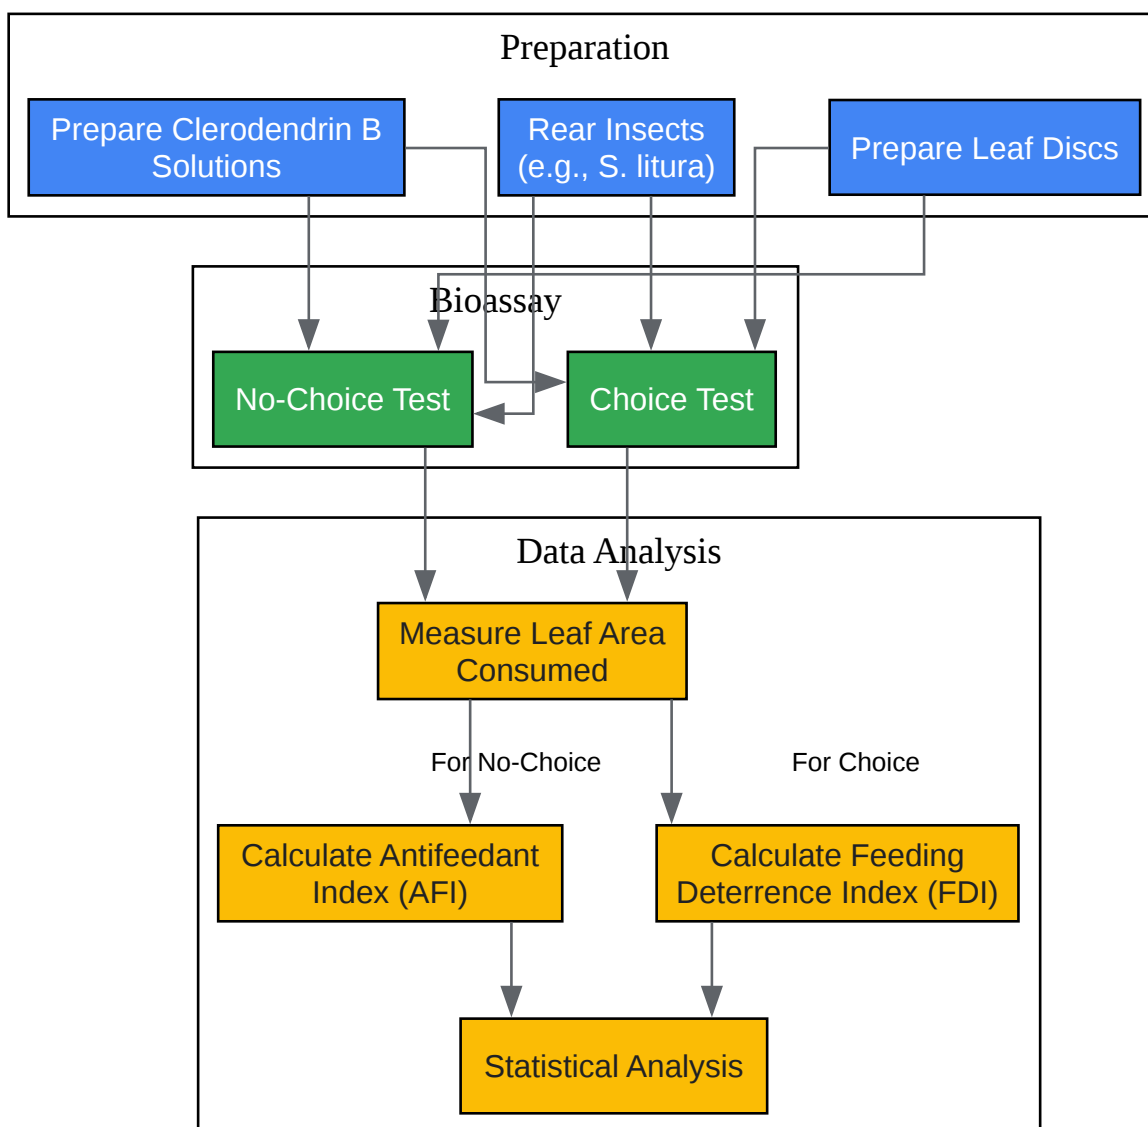 Preparation
Prepare Clerodendrin B
Solutions
Rear Insects
(e.g., S. litura)
Prepare Leaf Discs
Bioassay
No-Choice Test
Choice Test
Data Analysis
Measure Leaf Area
Consumed
For No-Choice
For Choice
Calculate Antifeedant
Index (AFI)
Calculate Feeding
Deterrence Index (FDI)
Statistical Analysis